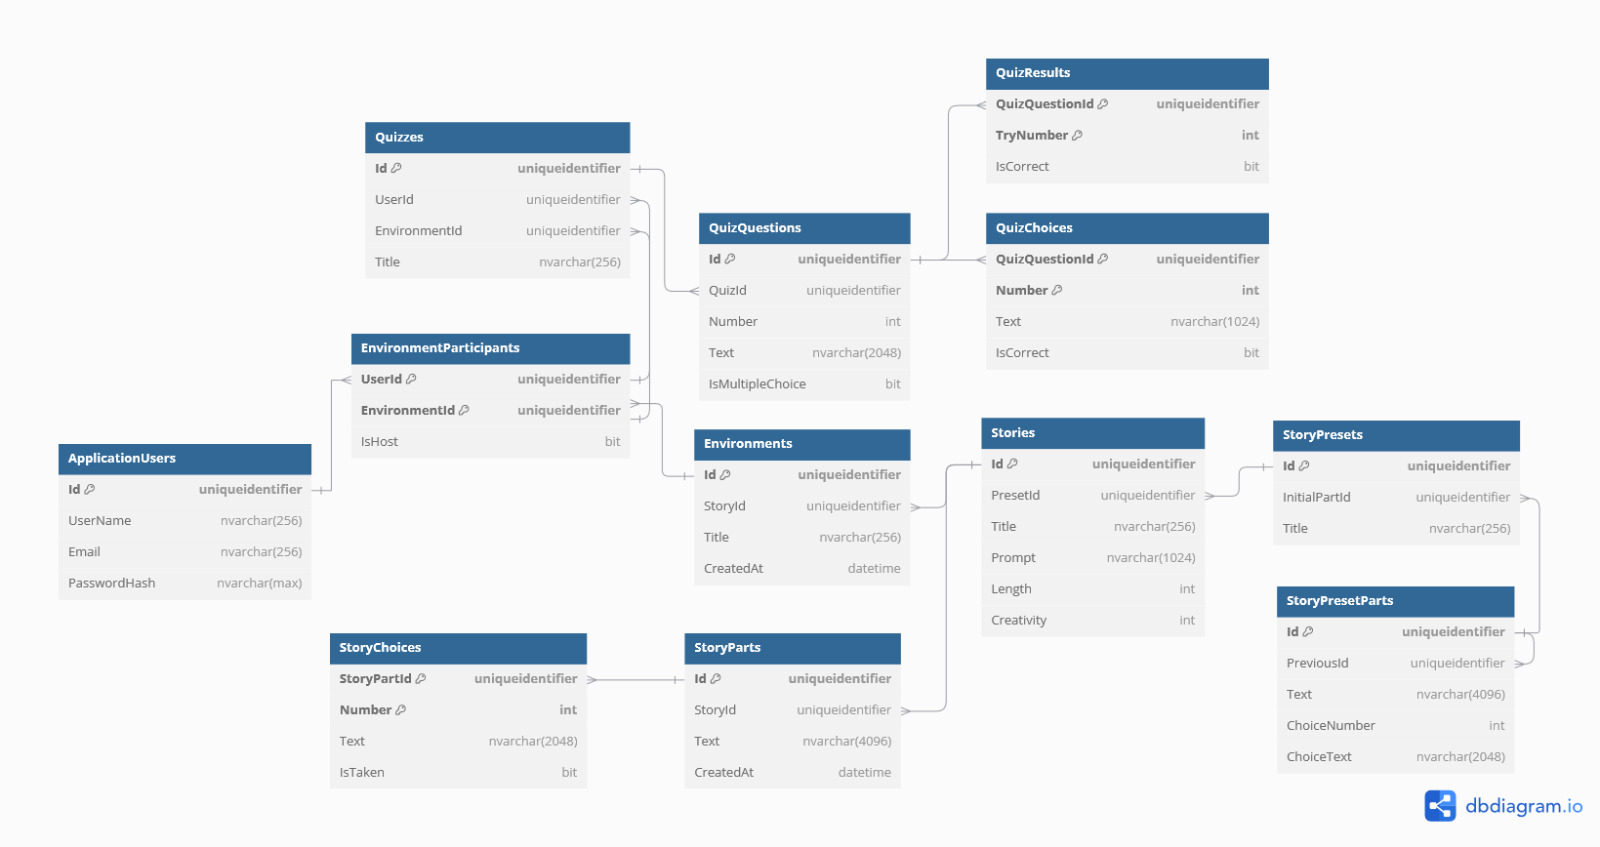 QuizResults
QuizQuestionId uniqueidentifier
TryNumber int
IsCorrect bit
Quizzes
Id uniqueidentifier
UserId uniqueidentifier
EnvironmentId uniqueidentifier
Title nvarchar(256)
QuizQuestions
Id uniqueidentifier
QuizId uniqueidentifier
Number int
Text nvarchar(2048)
IsMultipleChoice bit
QuizChoices
QuizQuestionId uniqueidentifier
Number int
Text nvarchar(1024)
IsCorrect bit
EnvironmentParticipants
UserId uniqueidentifier
EnvironmentId uniqueidentifier
IsHost bit
ApplicationUsers
Id uniqueidentifier
UserName nvarchar(256)
Email nvarchar(256)
PasswordHash nvarchar(max)
Environments
Id uniqueidentifier
StoryId uniqueidentifier
Title nvarchar(256)
CreatedAt datetime
Stories
Id uniqueidentifier
PresetId uniqueidentifier
Title nvarchar(256)
Prompt nvarchar(1024)
Length int
Creativity int
StoryPresets
Id uniqueidentifier
InitialPartId uniqueidentifier
Title nvarchar(256)
StoryPresetParts
Id uniqueidentifier
PreviousId uniqueidentifier
Text nvarchar(4096)
ChoiceNumber int
ChoiceText nvarchar(2048)
StoryChoices
StoryPartId uniqueidentifier
Number int
Text nvarchar(2048)
IsTaken bit
StoryParts
Id uniqueidentifier
StoryId uniqueidentifier
Text nvarchar(4096)
CreatedAt datetime
dbdiagram.io